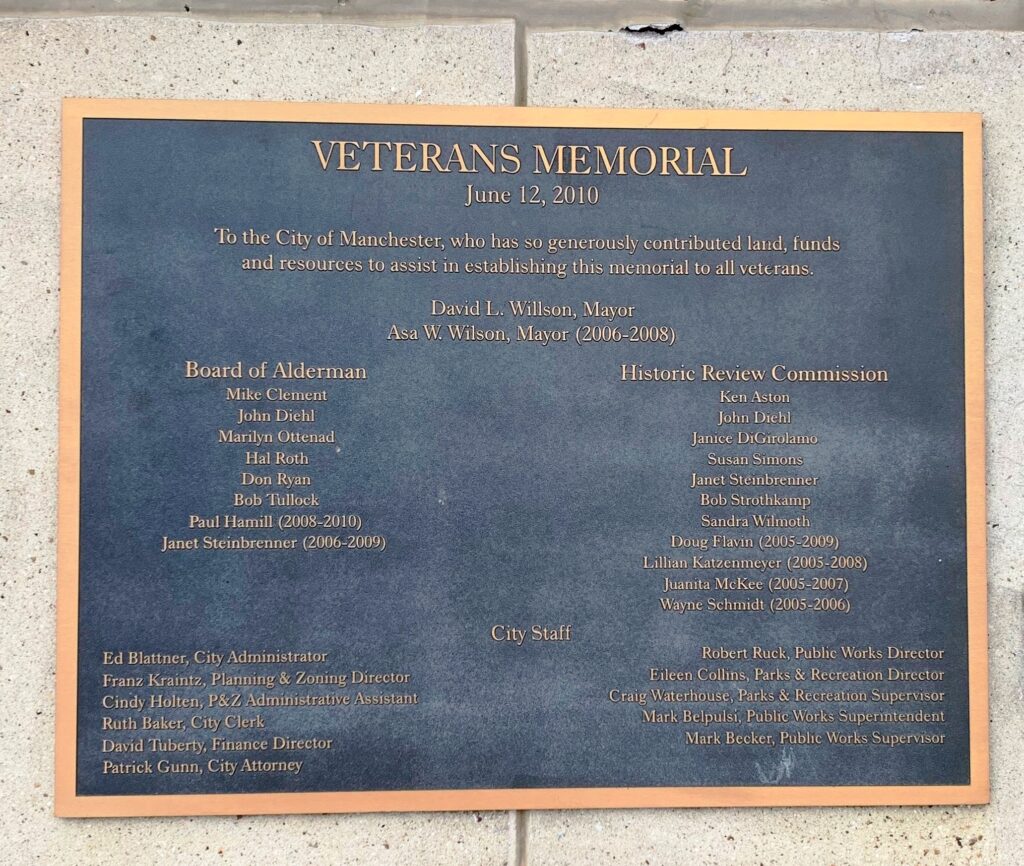 VETERANS MEMORIAL
June 12, 2010
To the City of Manchester, who has so generously contributed land, funds
and resources to assist in establishing this memorial to all veterans.
David L. Willson, Mayor
Asa W. Wilson, Mayor (2006-2008)
Board of Alderman
Mike Clement
John Diehl
Marilyn Ottenad
Hal Roth
Don Ryan
Bob Tullock
Paul Hamill (2008-2010)
Janet Steinbrenner (2006-2009)
Historic Review Commission
Ken Aston
John Diehl
Janice DiGirolamo
Susan Simons
Janet Steinbrenner
Bob Strothkamp
Sandra Wilmoth
Doug Flavin (2005-2009)
Lillian Katzenmeyer (2005-2008)
Juanita McKee (2005-2007)
Wayne Schmidt (2005-2006)
City Staff
Ed Blattner, City Administrator
Franz Kraintz, Planning & Zoning Director
Cindy Holten, P&Z Administrative Assistant
Ruth Baker, City Clerk
David Tuberty, Finance Director
Patrick Gunn, City Attorney
Robert Ruck, Public Works Director
Eileen Collins, Parks & Recreation Director
Craig Waterhouse, Parks & Recreation Supervisor
Mark Belpulsi, Public Works Superintendent
Mark Becker, Public Works Supervisor